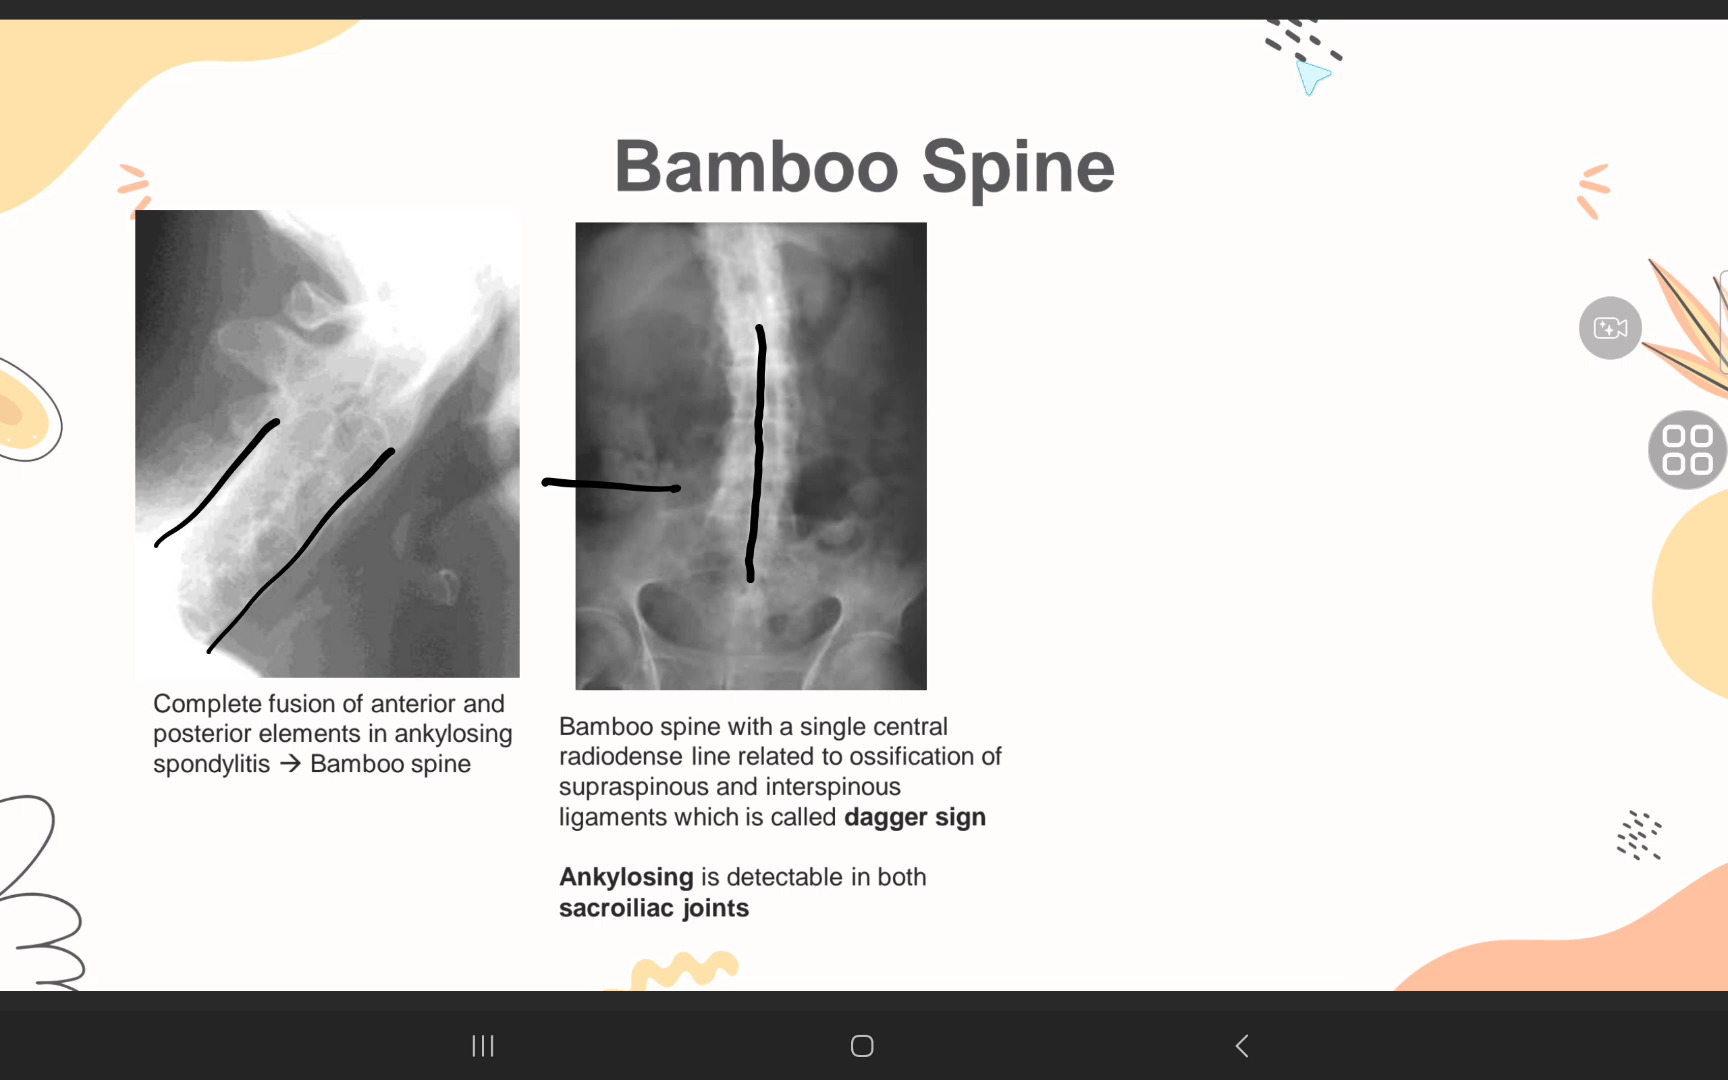 Bamboo Spine
Complete fusion of anterior and
posterior elements in ankylosing
spondylitis → Bamboo spine
Bamboo spine with a single central
radiodense line related to ossification of
supraspinous and interspinous
ligaments which is called dagger sign
Ankylosing is detectable in both
sacroiliac joints